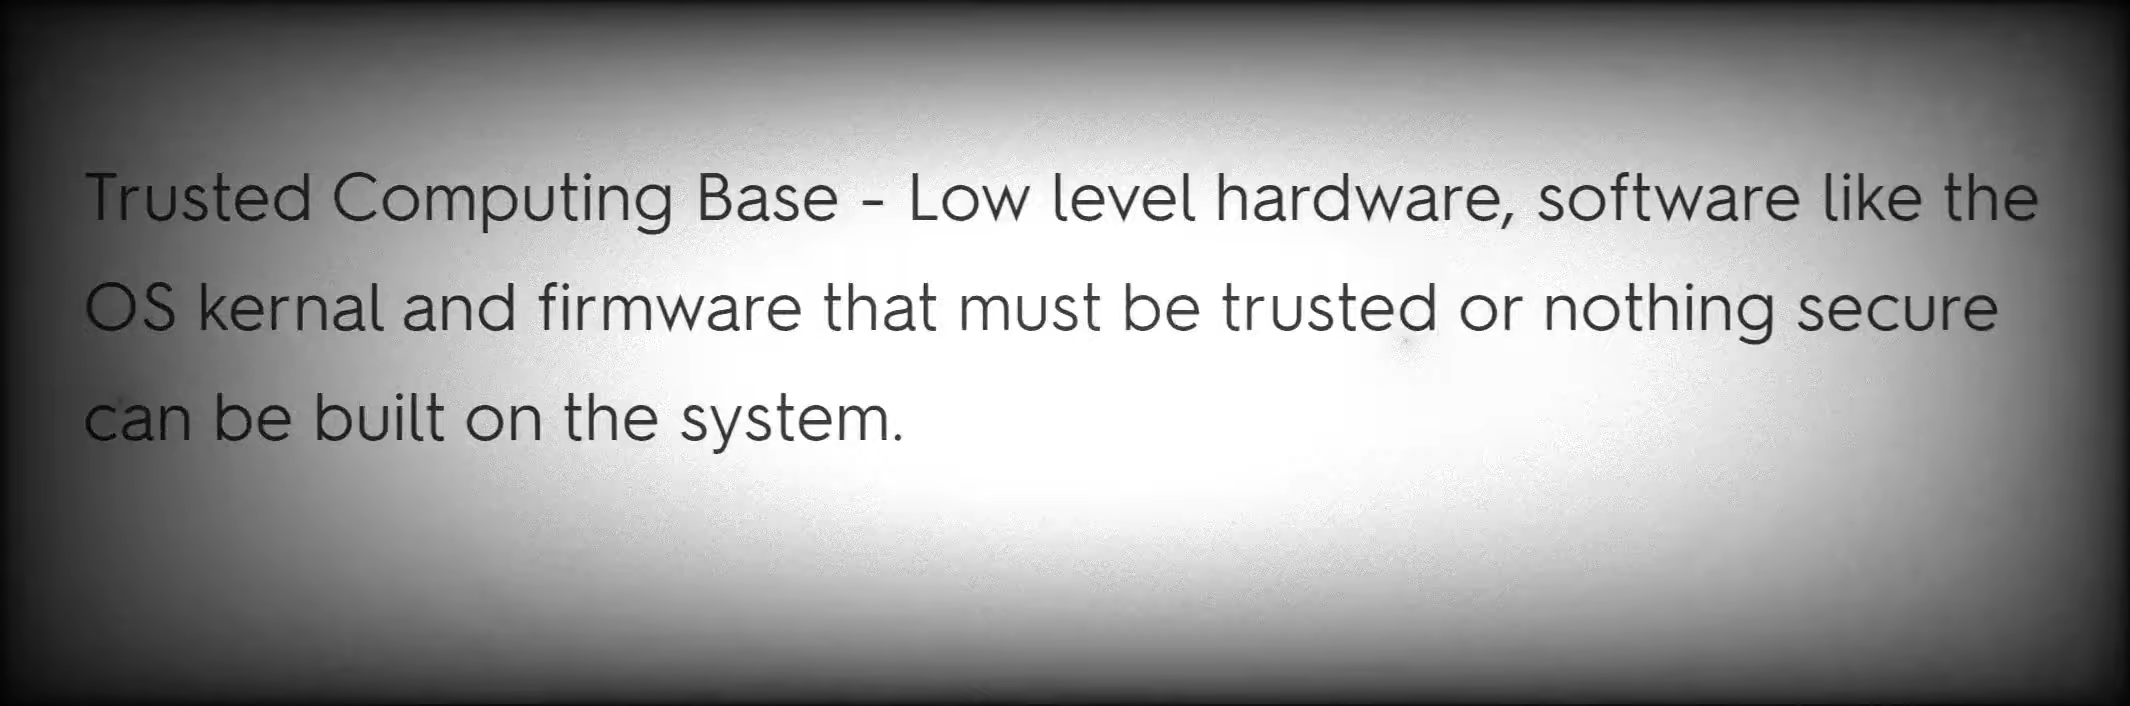 Trusted Computing Base - Low level hardware, software like the
OS kernal and firmware that must be trusted or nothing secure
can be built on the system.